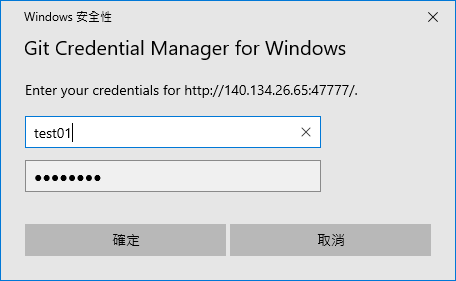 Windows 安全性
Git Credential Manager for Windows
Enter your credentials for http://140.134.26.65:47777/.
test01
●●●●●●●●
確定
取消